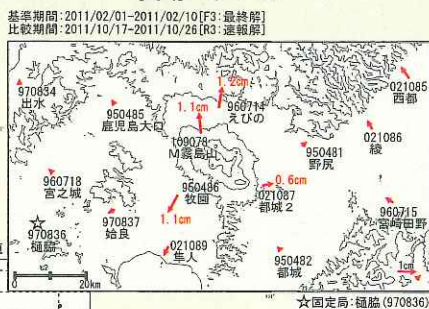 基準期間:2011/02/01-2011/02/10[F3:最終解]
比較期間:2011/10/17-2011/10/26[R3:速報解]
970834
出水
950485
鹿児島大口
1.2cm
960714
えびの
021085
西都
1.1cm
t09078
M霧島山
021086
綾
950481
野尻
960718
宮之城
950486
牧園
0.6cm
021087
都城2
960715
宮崎田野
970836
樋脇
970837
姶良
1.1cm
021089
隼人
950482
都城
1cm
0
20km
☆固定局:樋脇(970836)